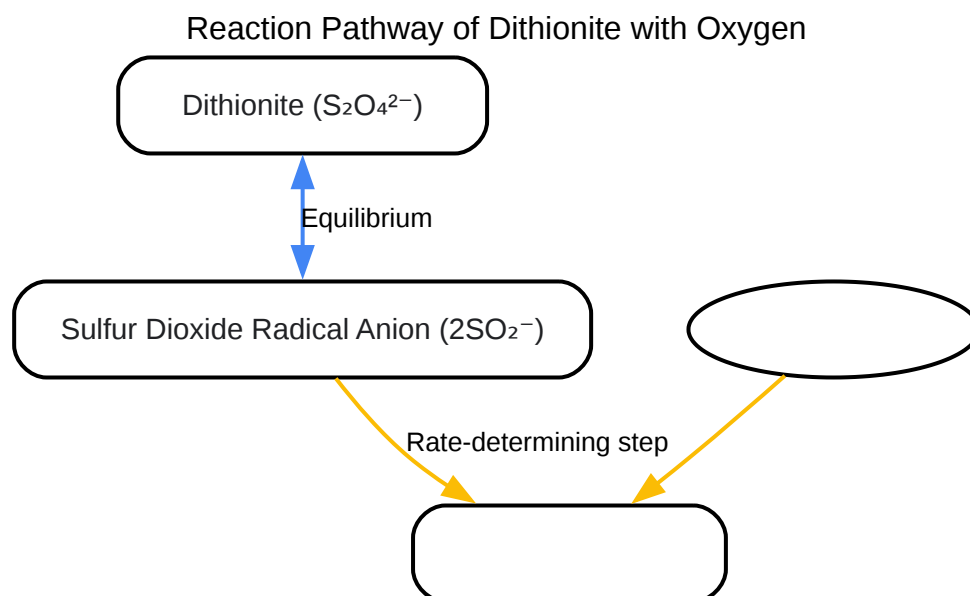 Reaction Pathway of Dithionite with Oxygen
Dithionite (S₂O₄²⁻)
Equilibrium
Sulfur Dioxide Radical Anion (2SO₂⁻)
Rate-determining step